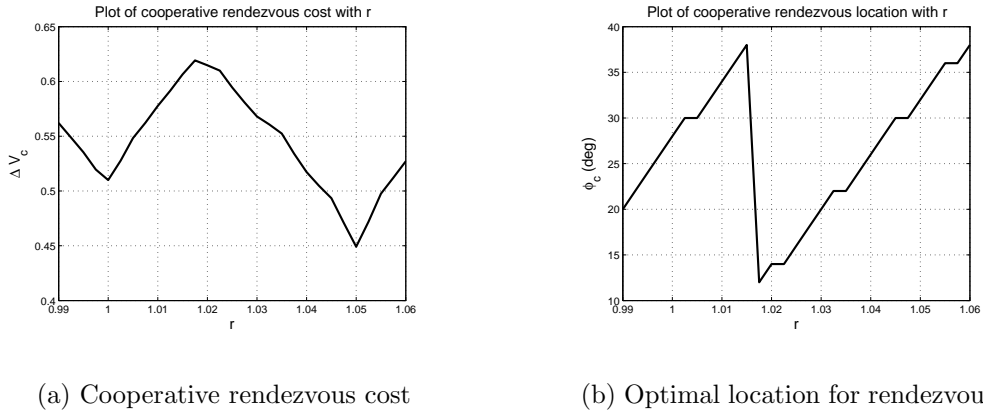 Plot of cooperative rendezvous cost with r
0.65
0.6
0.55
0.5
0.45
0.4
Δ V_c
0.99 1 1.01 1.02 1.03 1.04 1.05 1.06
r
Plot of cooperative rendezvous location with r
40
35
30
25
20
15
10
ϕ_c (deg)
0.99 1 1.01 1.02 1.03 1.04 1.05 1.06
r
(a) Cooperative rendezvous cost
(b) Optimal location for rendezvou